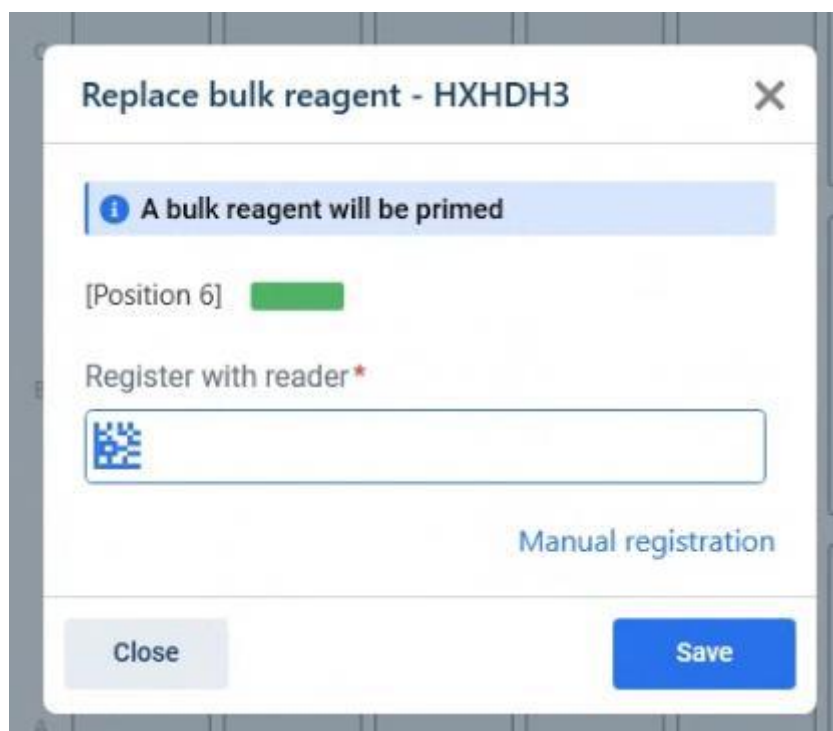 Replace bulk reagent - HXHDH3
A bulk reagent will be primed
[Position 6]
Register with reader*
Manual registration
Close
Save